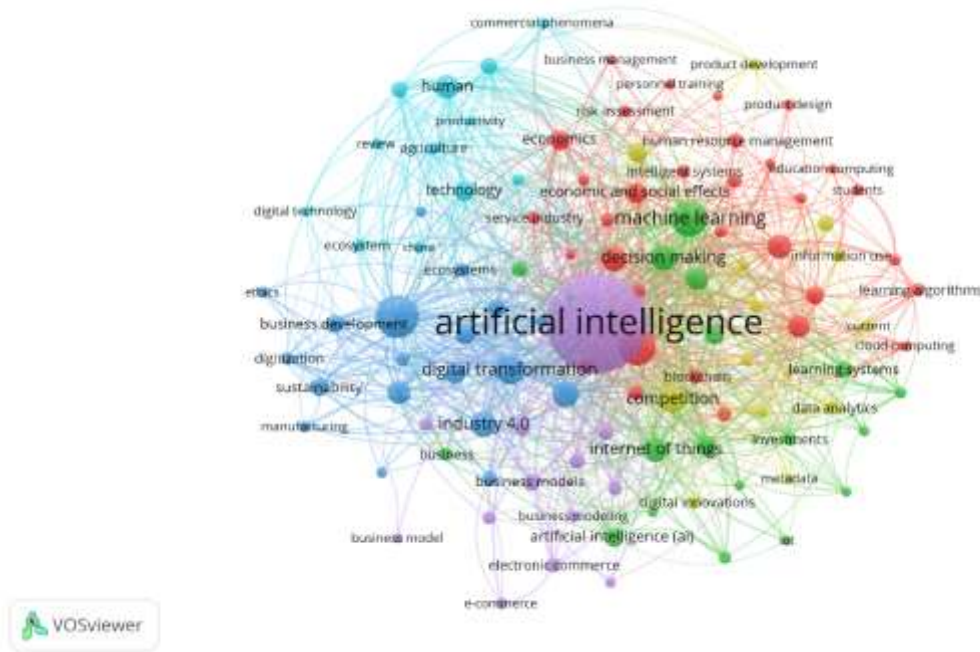 commercial phenomena
business management
product development
human
personnel training
product design
risk assessment
productivity
economics
human resource management
review
agriculture
intelligent systems
education computing
technology
economic and social effects
students
digital technology
service industry
machine learning
ecosystem
china
decision making
information use
ecosystems
ethics
learning algorithms
business development
artificial intelligence
current
cloud computing
digitization
digital transformation
learning systems
sustainability
blockchain
competition
data analytics
manufacturing
industry 4.0
investments
business
internet of things
metadata
business models
digital innovations
business modeling
business model
artificial intelligence (ai)
iot
electronic commerce
e-commerce
VOSviewer